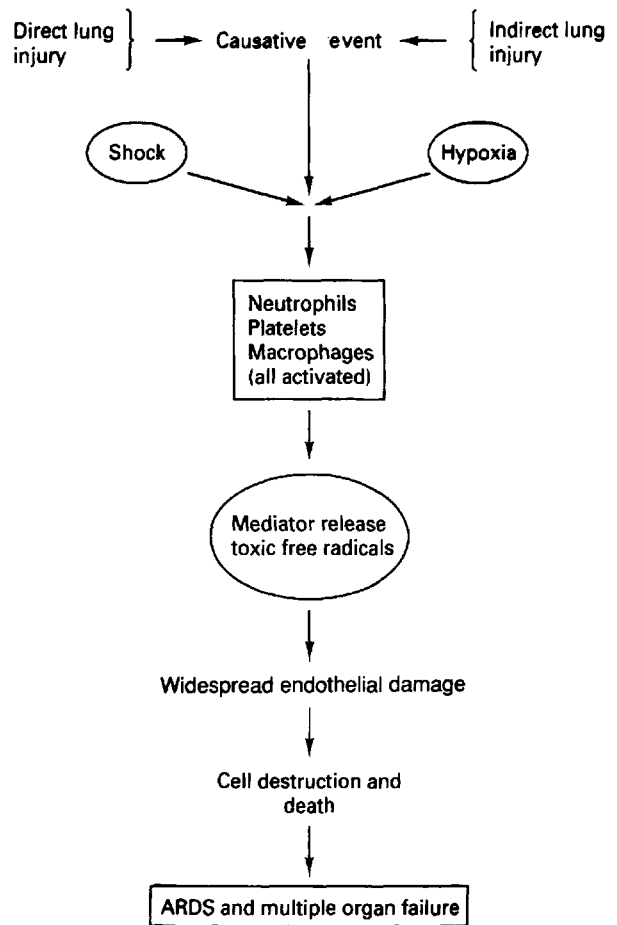 Direct lung
injury
Causative event
Indirect lung
injury
Shock
Hypoxia
Neutrophils
Platelets
Macrophages
(all activated)
Mediator release
toxic free radicals
Widespread endothelial damage
Cell destruction and
death
ARDS and multiple organ failure